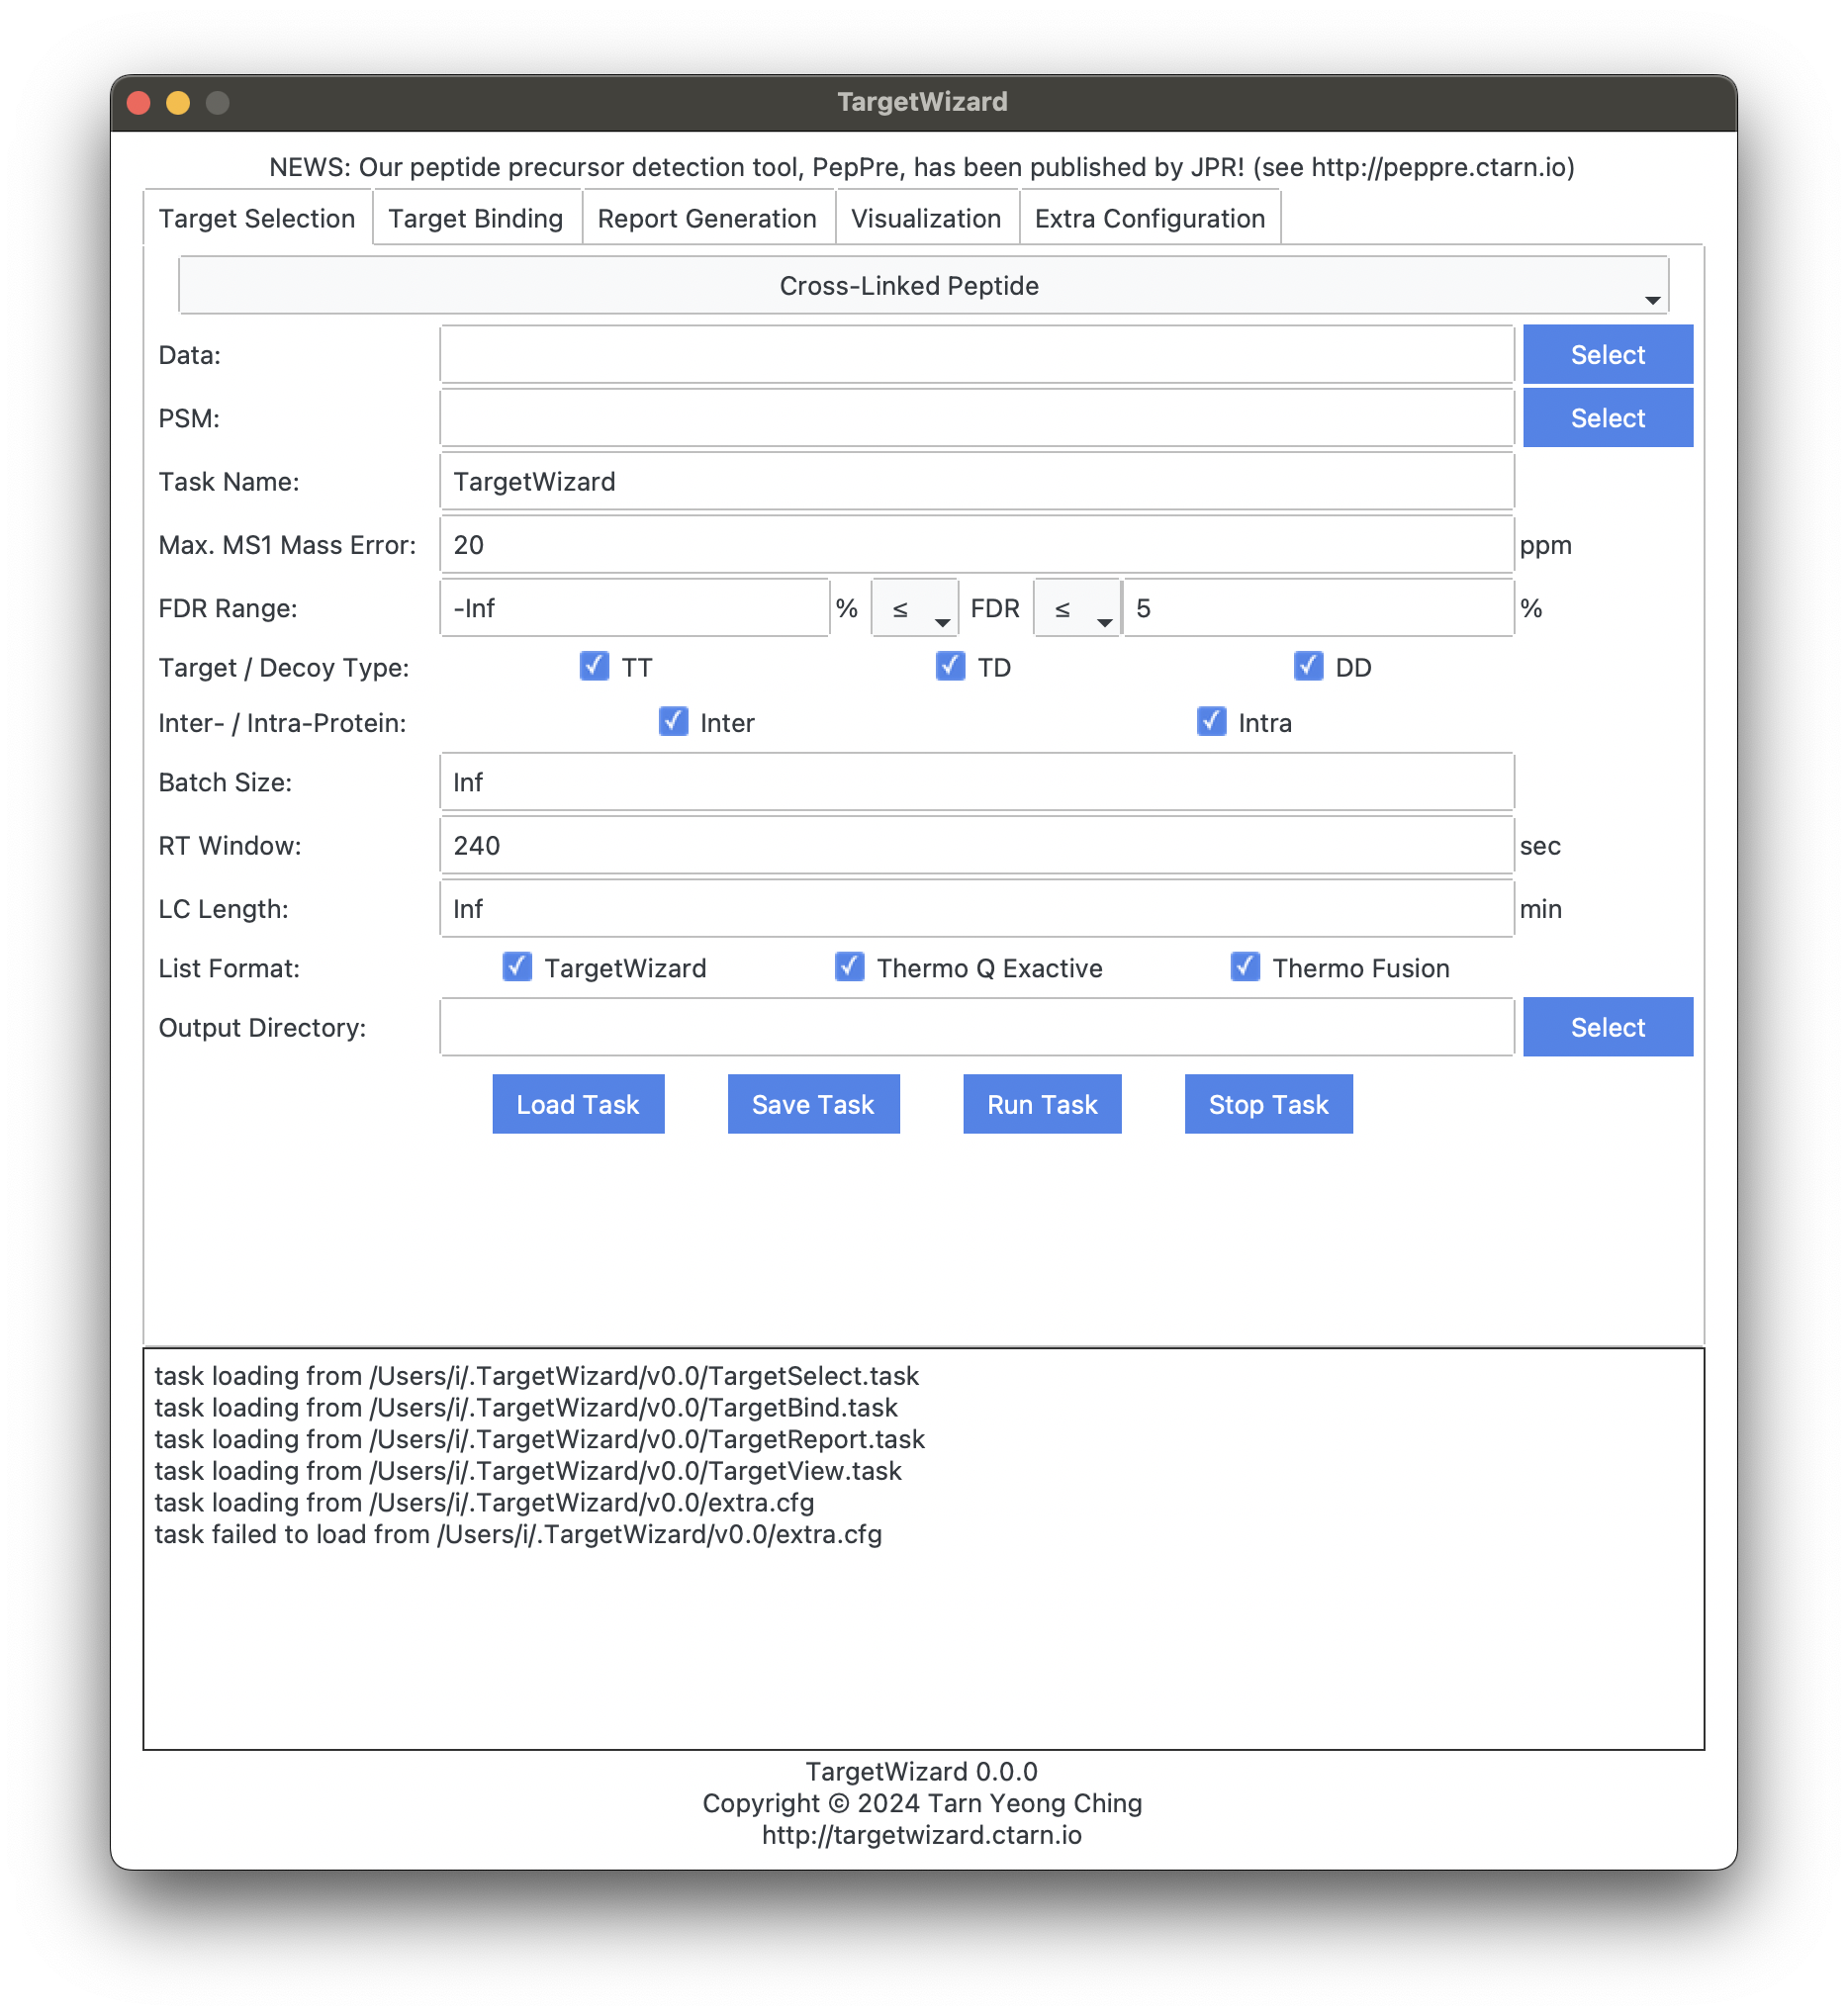 TargetWizard
NEWS: Our peptide precursor detection tool, PepPre, has been published by JPR! (see http://peppre.ctarn.io)
Target Selection Target Binding Report Generation Visualization Extra Configuration
Cross-Linked Peptide
Data: Select
PSM: Select
Task Name: TargetWizard
Max. MS1 Mass Error: 20 ppm
FDR Range: -Inf % ≤ FDR ≤ 5 %
Target / Decoy Type: TT TD DD
Inter- / Intra-Protein: Inter Intra
Batch Size: Inf
RT Window: 240 sec
LC Length: Inf min
List Format: TargetWizard Thermo Q Exactive Thermo Fusion
Output Directory: Select
Load Task Save Task Run Task Stop Task
task loading from /Users/i/.TargetWizard/v0.0/TargetSelect.task
task loading from /Users/i/.TargetWizard/v0.0/TargetBind.task
task loading from /Users/i/.TargetWizard/v0.0/TargetReport.task
task loading from /Users/i/.TargetWizard/v0.0/TargetView.task
task loading from /Users/i/.TargetWizard/v0.0/extra.cfg
task failed to load from /Users/i/.TargetWizard/v0.0/extra.cfg
TargetWizard 0.0.0
Copyright © 2024 Tarn Yeong Ching
http://targetwizard.ctarn.io